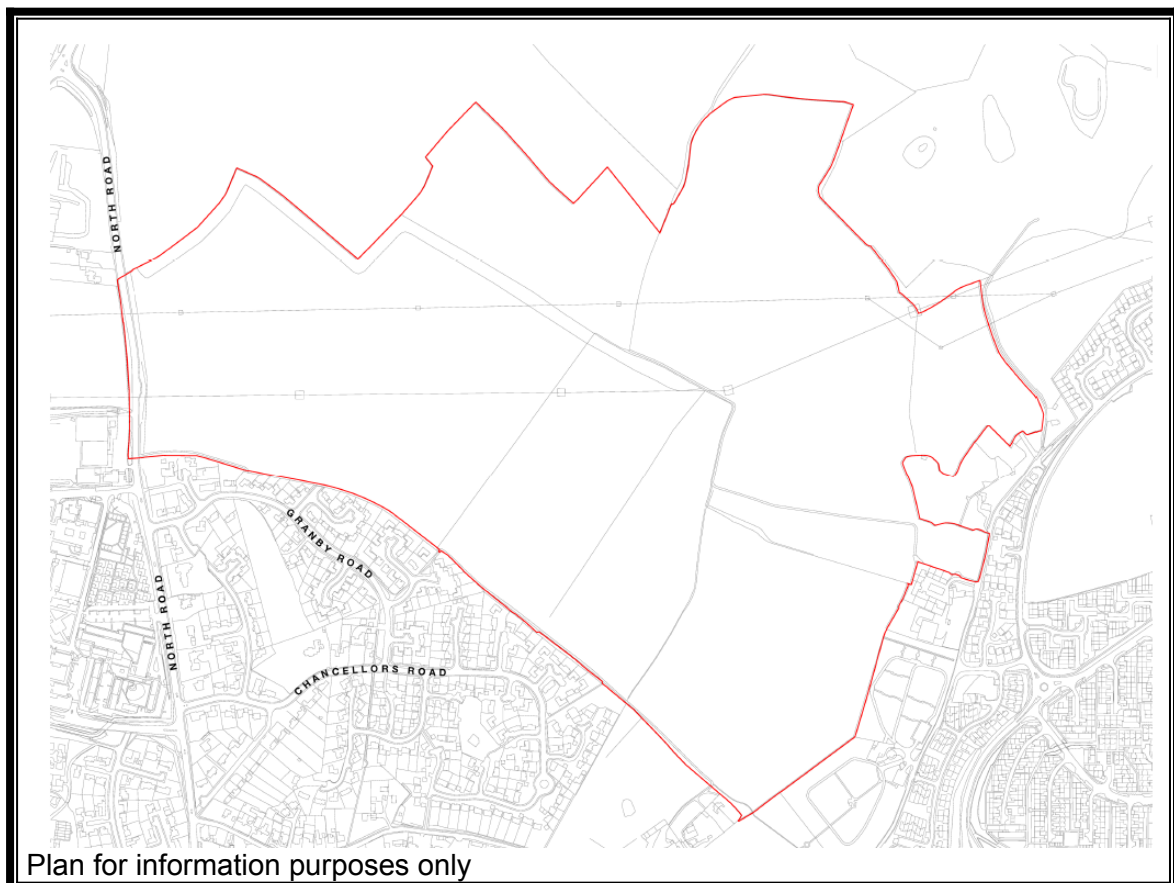 NORTH ROAD
GRANBY ROAD
NORTH ROAD
CHANCELLORS ROAD
Plan for information purposes only